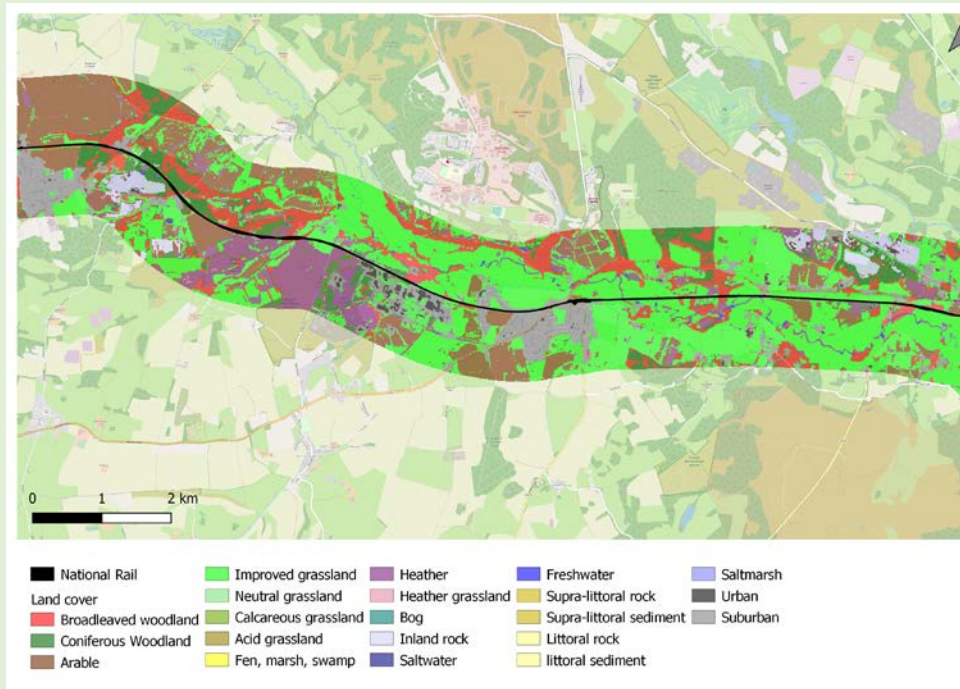 0 1 2 km
National Rail
Land cover
Broadleaved woodland
Coniferous Woodland
Arable
Improved grassland
Neutral grassland
Calcareous grassland
Acid grassland
Fen, marsh, swamp
Heather
Heather grassland
Bog
Inland rock
Saltwater
Freshwater
Supra-littoral rock
Supra-littoral sediment
Littoral rock
littoral sediment
Saltmarsh
Urban
Suburban